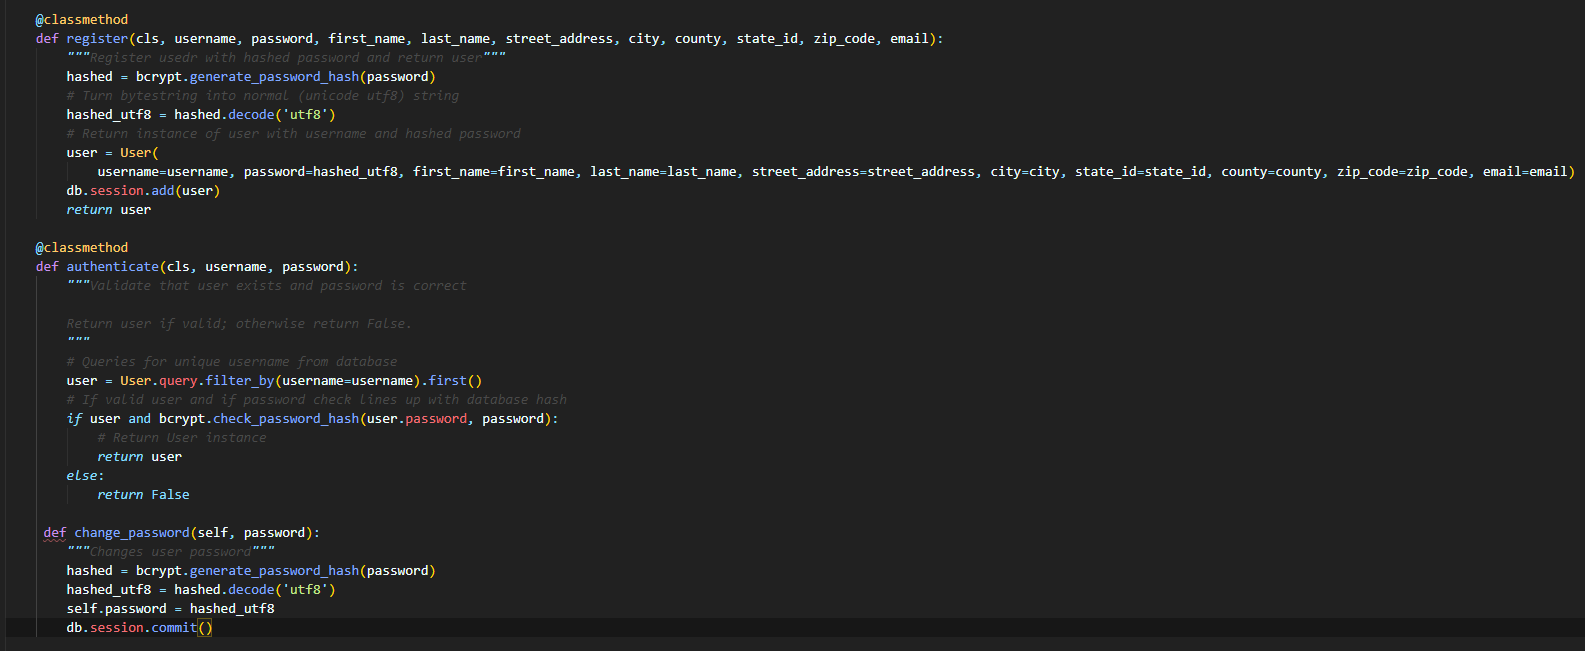 @classmethod
def register(cls, username, password, first_name, last_name, street_address, city, county, state_id, zip_code, email):
    """Register usedr with hashed password and return user"""
    hashed = bcrypt.generate_password_hash(password)
    # Turn bytestring into normal (unicode utf8) string
    hashed_utf8 = hashed.decode('utf8')
    # Return instance of user with username and hashed password
    user = User(
        username=username, password=hashed_utf8, first_name=first_name, last_name=last_name, street_address=street_address, city=city, state_id=state_id, county=county, zip_code=zip_code, email=email)
    db.session.add(user)
    return user

@classmethod
def authenticate(cls, username, password):
    """Validate that user exists and password is correct

    Return user if valid; otherwise return False.
    """
    # Queries for unique username from database
    user = User.query.filter_by(username=username).first()
    # If valid user and if password check lines up with database hash
    if user and bcrypt.check_password_hash(user.password, password):
        # Return User instance
        return user
    else:
        return False

 def change_password(self, password):
    """Changes user password"""
    hashed = bcrypt.generate_password_hash(password)
    hashed_utf8 = hashed.decode('utf8')
    self.password = hashed_utf8
    db.session.commit()